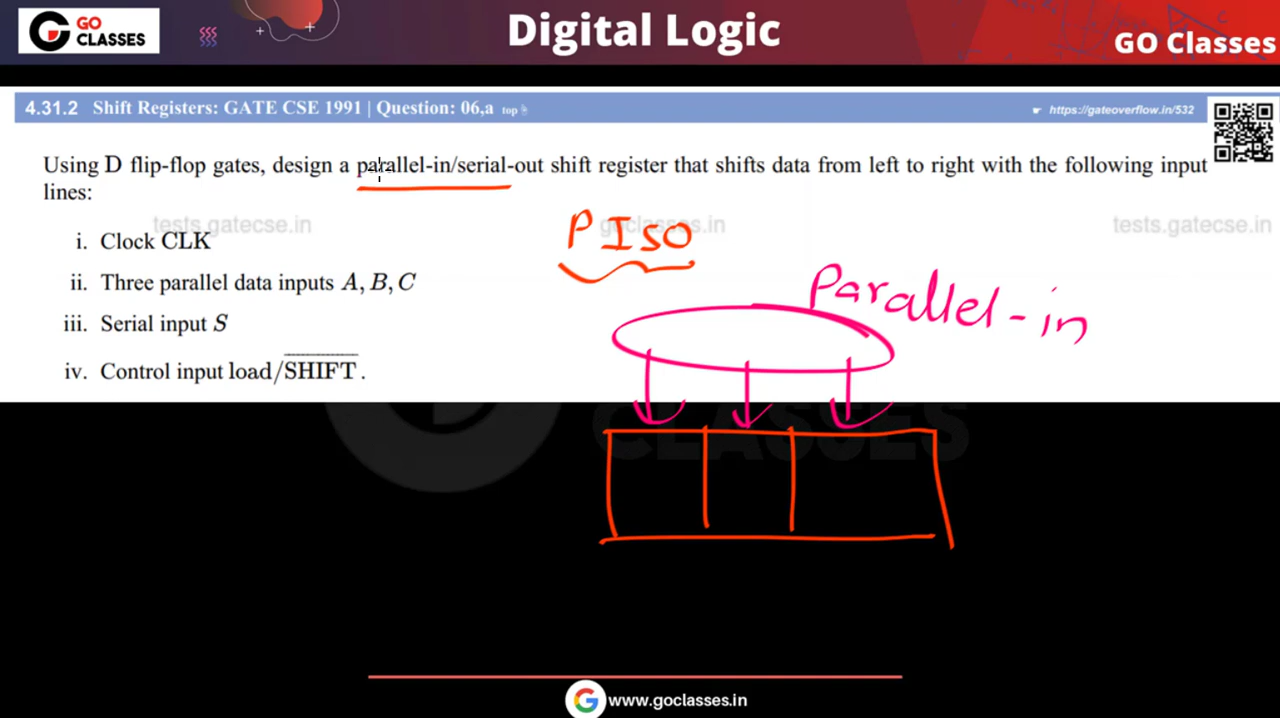 GO
CLASSES
Digital Logic
GO Classes
4.31.2 Shift Registers: GATE CSE 1991 | Question: 06,a top
https://gateoverflow.in/532
Using D flip-flop gates, design a parallel-in/serial-out shift register that shifts data from left to right with the following input
lines:
tests.gatecse.in goclasses.in tests.gatecse.in
i. Clock CLK
PISO
ii. Three parallel data inputs A, B, C
Parallel-in
iii. Serial input S
iv. Control input load/S̅H̅I̅F̅T̅.
CLASSES
www.goclasses.in